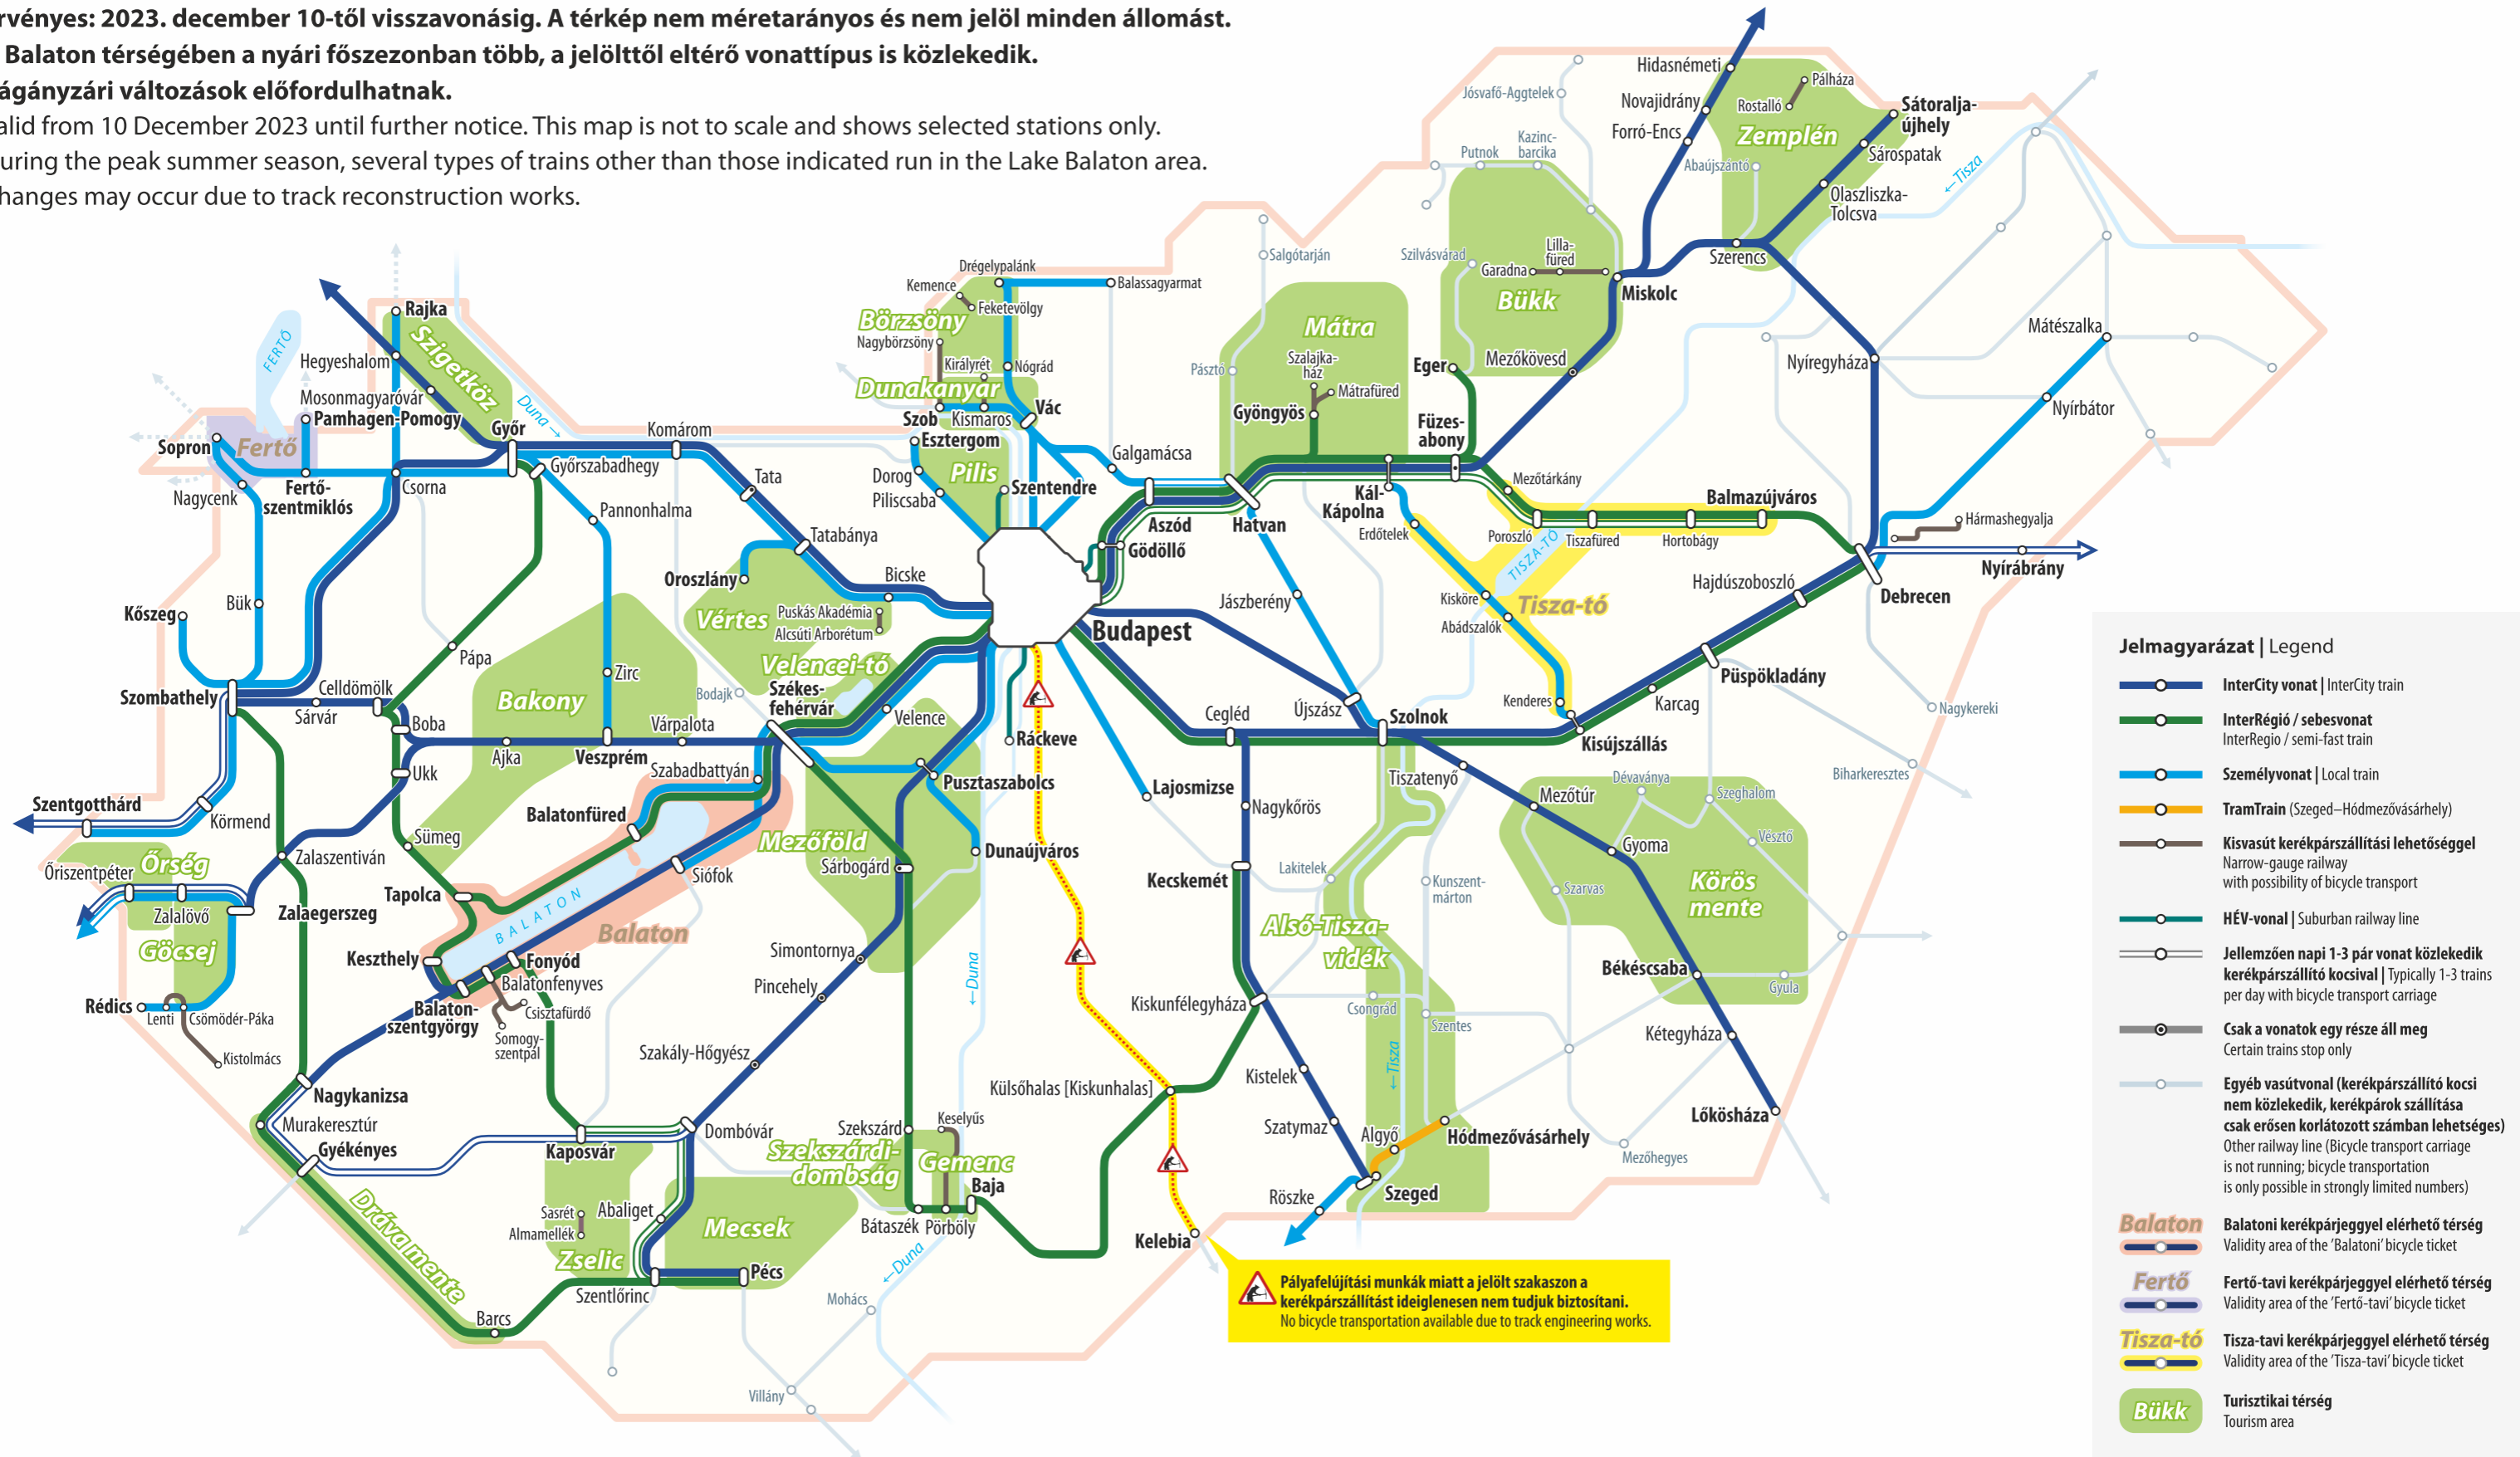 rvényes: 2023. december 10-től visszavonásig. A térkép nem méretarányos és nem jelöl minden állomást.
Balaton térségében a nyári főszezonban több, a jelölttől eltérő vonattípus is közlekedik.
ágányzári változások előfordulhatnak.
alid from 10 December 2023 until further notice. This map is not to scale and shows selected stations only.
uring the peak summer season, several types of trains other than those indicated run in the Lake Balaton area.
hanges may occur due to track reconstruction works.
Hidasnémeti
Novajidrány
Forró-Encs
Pálháza
Rostalló
Zemplén
Sátoralja-
újhely
Sárospatak
Abaújszántó
Olaszliszka-
Tolcsva
←Tisza
Jósvafő-Aggtelek
Kazinc-
barcika
Putnok
Szilvásvárad
Lilla-
füred
Garadna
Bükk
Miskolc
Szerencs
Salgótarján
Mátra
Szalajka-
ház
Mátrafüred
Pásztó
Gyöngyös
Eger
Mezőkövesd
Füzes-
abony
Nyíregyháza
Mátészalka
Nyírbátor
Drégelypalánk
Balassagyarmat
Kemence
Feketevölgy
Börzsöny
Nagybörzsöny
Királyrét
Nógrád
Dunakanyar
Szob
Kismaros
Vác
Esztergom
Dorog
Piliscsaba
Pilis
Szentendre
Galgamácsa
Aszód
Gödöllő
Hatvan
Kál-
Kápolna
Erdőtelek
Mezőtárkány
Poroszló
TISZA-TÓ
Tiszafüred
Hortobágy
Balmazújváros
Hármashegyalja
Nyírábrány
Debrecen
Hajdúszoboszló
Kisköre
Abádszalók
Tisza-tó
Jászberény
Kenderes
Karcag
Püspökladány
Nagykereki
Biharkeresztes
Kisújszállás
Rajka
Hegyeshalom
Szigetköz
Mosonmagyaróvár
FERTŐ
Pamhagen-Pomogy
Sopron
Fertő
Nagycenk
Fertő-
szentmiklós
Csorna
Győr
Duna→
Komárom
Győrszabadhegy
Tata
Pannonhalma
Tatabánya
Oroszlány
Bicske
Vértes
Puskás Akadémia
Alcsúti Arborétum
Velencei-tó
Budapest
Bük
Kőszeg
Pápa
Zirc
Bakony
Bodajk
Székes-
fehérvár
Velence
Szombathely
Celldömölk
Sárvár
Boba
Ukk
Ajka
Veszprém
Várpalota
Szabadbattyán
Pusztaszabolcs
Ráckeve
Lajosmizse
Cegléd
Újszász
Szolnok
Tiszatenyő
Nagykőrös
Mezőtúr
Dévaványa
Szeghalom
Vésztő
Gyoma
Szentgotthárd
Körmend
Sümeg
Balatonfüred
Mezőföld
Sárbogárd
Dunaújváros
Siófok
Őrség
Őriszentpéter
Zalaszentiván
Zalalövő
Zalaegerszeg
Göcsej
Tapolca
BALATON
Balaton
Keszthely
Fonyód
Balatonfenyves
Csisztafürdő
Balaton-
szentgyörgy
Somogy-
szentpál
Rédics
Lenti
Csömödér-Páka
Kistolmács
Simontornya
Pincehely
Szakály-Hőgyész
←Duna
Kecskemét
Lakitelek
Kunszent-
márton
Szarvas
Körös
mente
Alsó-Tisza-
vidék
Békéscsaba
Gyula
Kiskunfélegyháza
Csongrád
Szentes
Kétegyháza
Nagykanizsa
Murakeresztúr
Gyékényes
Kaposvár
Dombóvár
Szekszárd
Keselyűs
Külsőhalas [Kiskunhalas]
Kistelek
←Tisza
Szatymaz
Algyő
Hódmezővásárhely
Lőkösháza
Mezőhegyes
Szekszárdi-
dombság
Gemenc
Baja
Bátaszék
Pörböly
Sasrét
Almamellék
Zselic
Abaliget
Mecsek
Pécs
Szentlőrinc
Dráva mente
Barcs
←Duna
Mohács
Villány
Röszke
Szeged
Kelebia
Pályafelújítási munkák miatt a jelölt szakaszon a
kerékpárszállítást ideiglenesen nem tudjuk biztosítani.
No bicycle transportation available due to track engineering works.
Jelmagyarázat | Legend
InterCity vonat | InterCity train
InterRégió / sebesvonat
InterRegio / semi-fast train
Személyvonat | Local train
TramTrain (Szeged–Hódmezővásárhely)
Kisvasút kerékpárszállítási lehetőséggel
Narrow-gauge railway
with possibility of bicycle transport
HÉV-vonal | Suburban railway line
Jellemzően napi 1-3 pár vonat közlekedik
kerékpárszállító kocsival | Typically 1-3 trains
per day with bicycle transport carriage
Csak a vonatok egy része áll meg
Certain trains stop only
Egyéb vasútvonal (kerékpárszállító kocsi
nem közlekedik, kerékpárok szállítása
csak erősen korlátozott számban lehetséges)
Other railway line (Bicycle transport carriage
is not running; bicycle transportation
is only possible in strongly limited numbers)
Balaton
Balatoni kerékpárjeggyel elérhető térség
Validity area of the 'Balatoni' bicycle ticket
Fertő
Fertő-tavi kerékpárjeggyel elérhető térség
Validity area of the 'Fertő-tavi' bicycle ticket
Tisza-tó
Tisza-tavi kerékpárjeggyel elérhető térség
Validity area of the 'Tisza-tavi' bicycle ticket
Bükk
Turisztikai térség
Tourism area